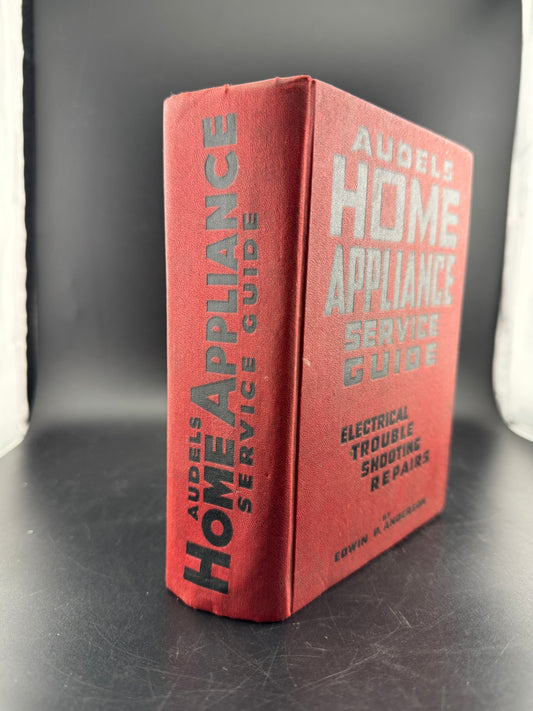 AUDELS
HOME APPLIANCE
SERVICE GUIDE
AUDELS
HOME
APPLIANCE
SERVICE
GUIDE
ELECTRICAL
TROUBLE
SHOOTING
REPAIRS
BY
EDWIN P. ANDERSON